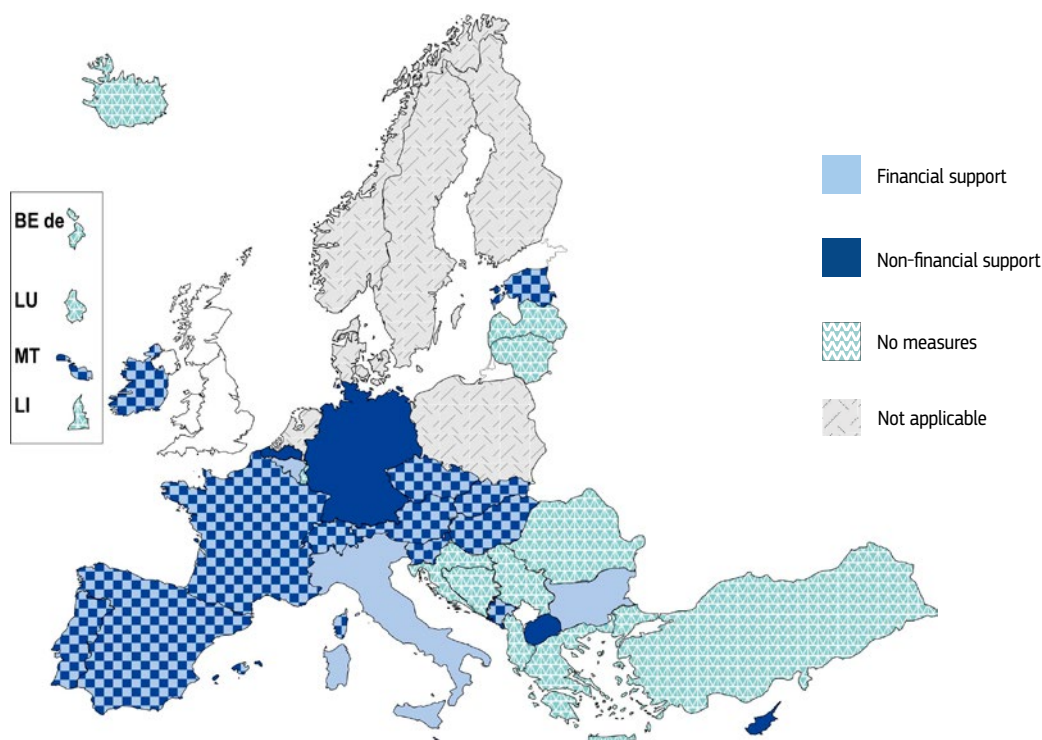 BE de
LU
MT
LI
Financial support
Non-financial support
No measures
Not applicable